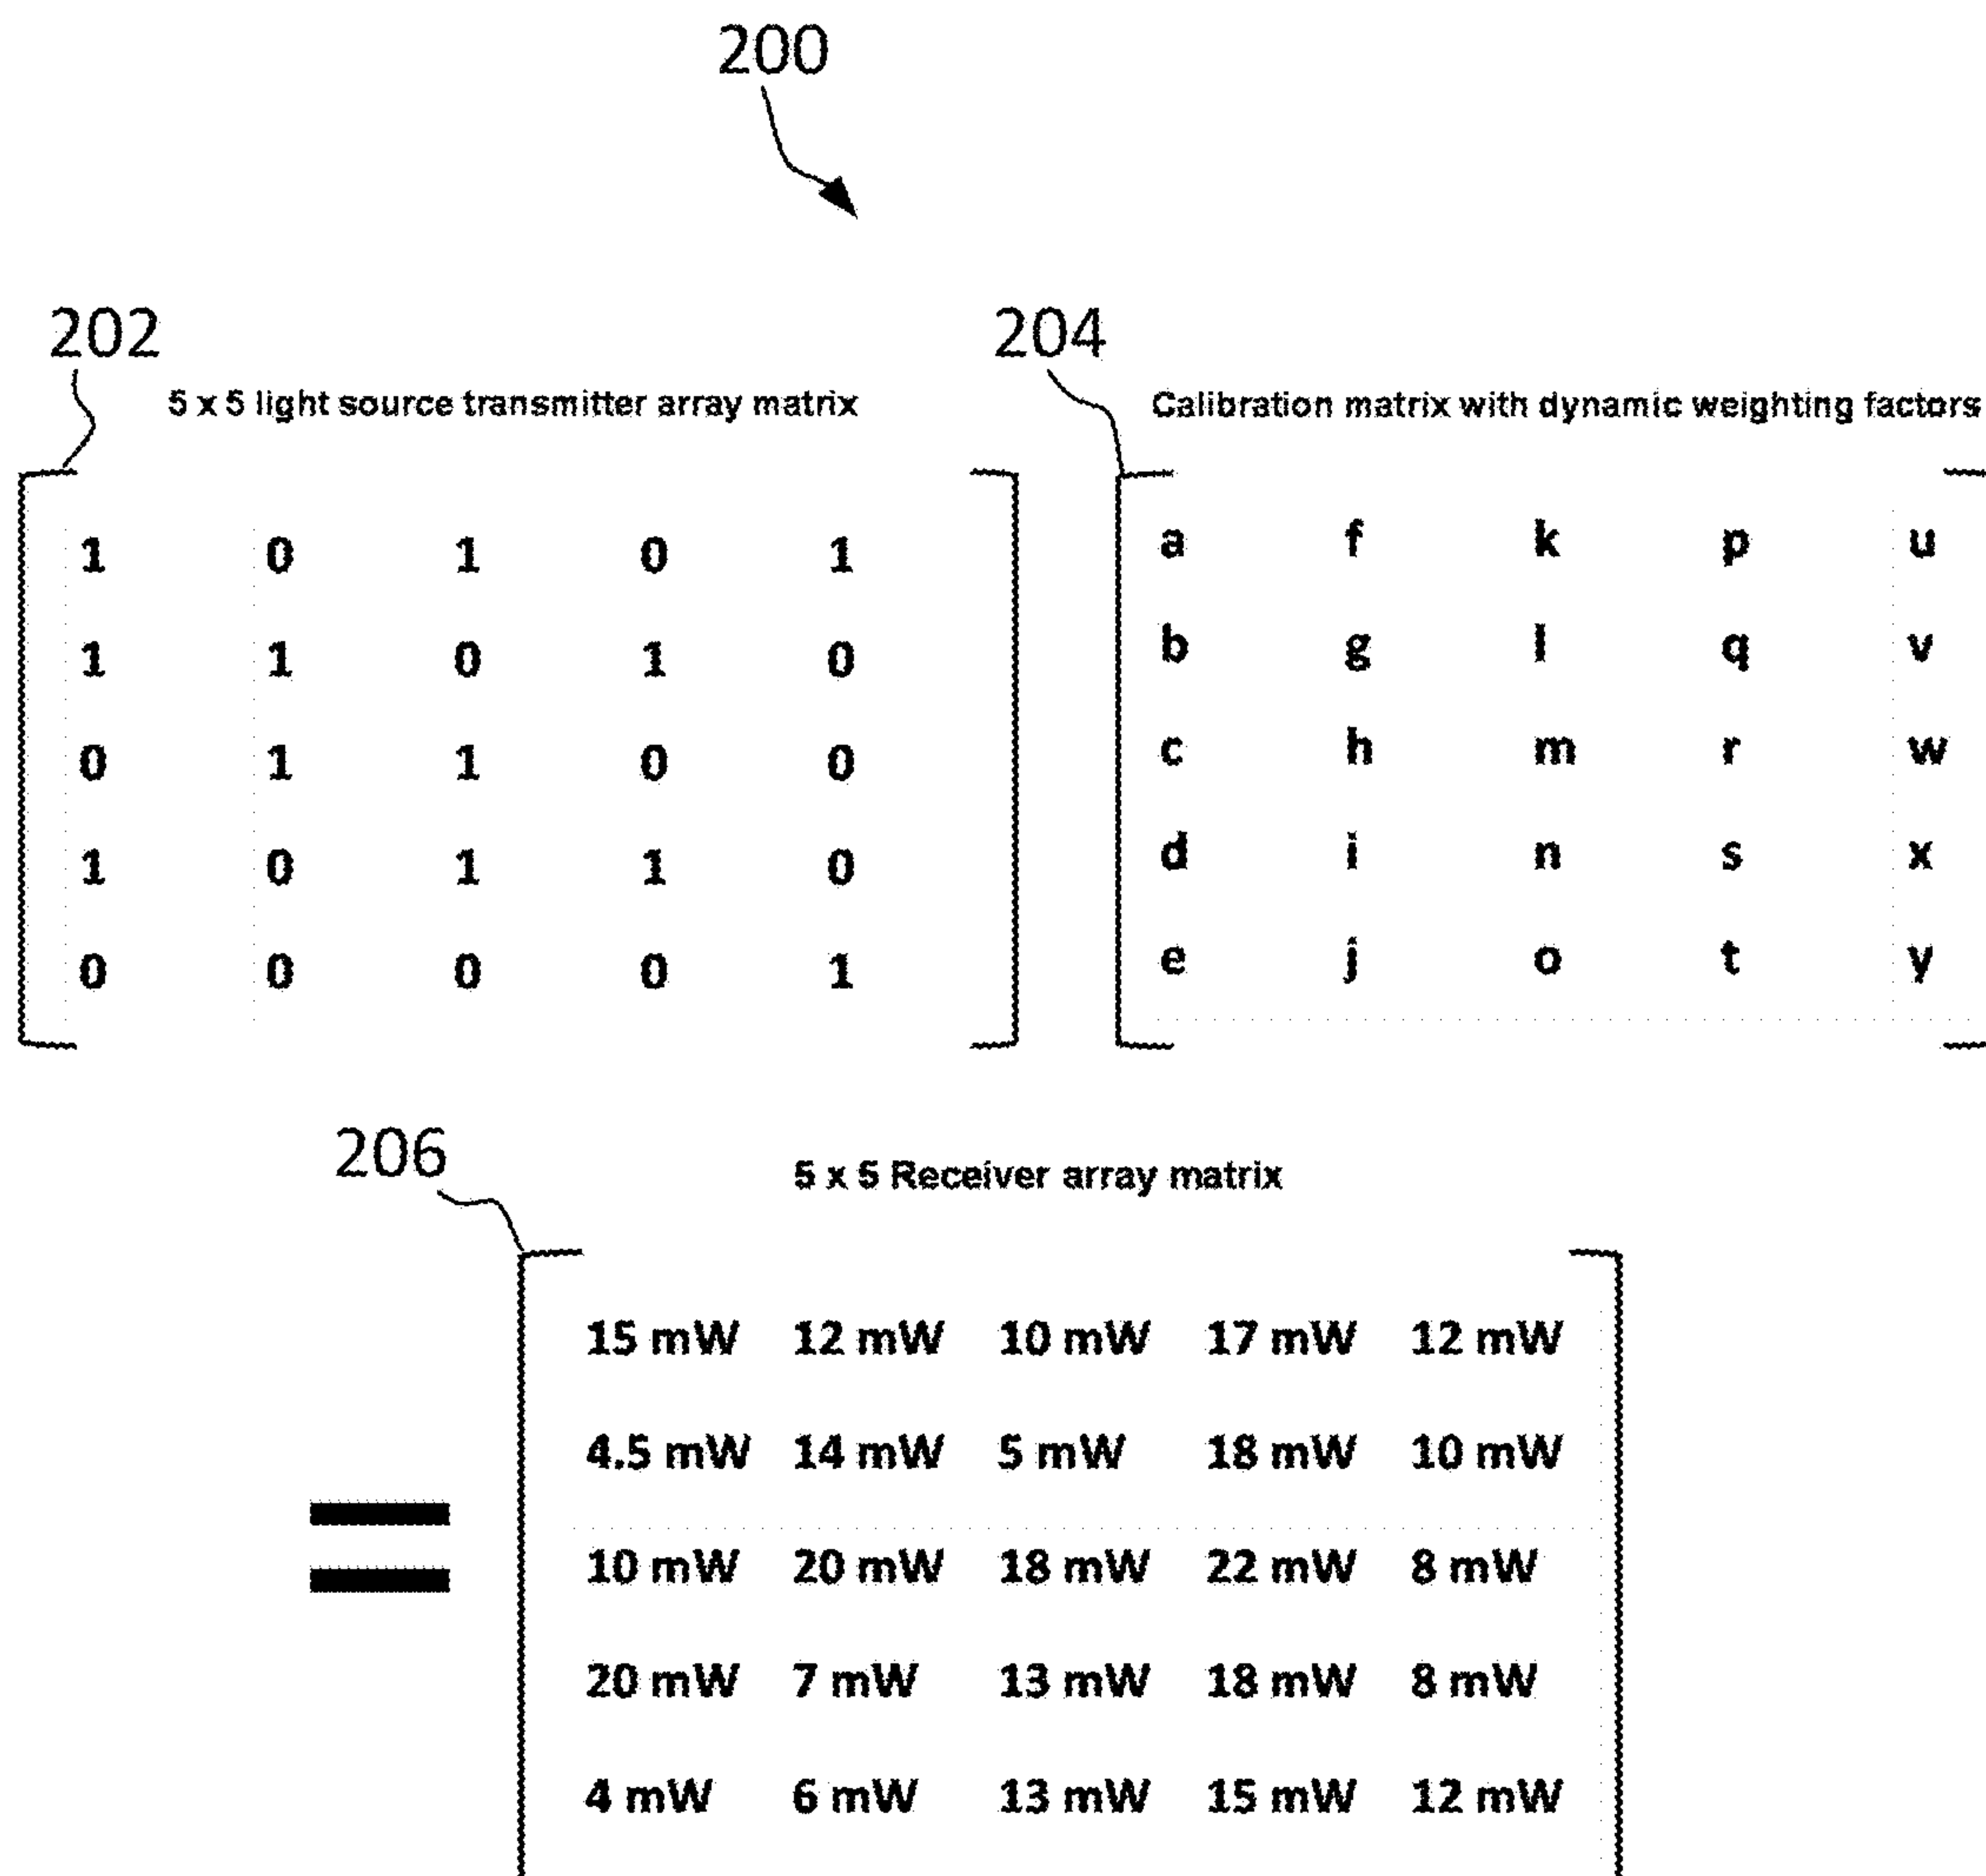 200
202
204
5 x 5 light source transmitter array matrix
Calibration matrix with dynamic weighting factors
1 0 1 0 1
a f k p u
1 1 0 1 0
b g l q v
0 1 1 0 0
c h m r w
1 0 1 1 0
d i n s x
0 0 0 0 1
e j o t y
206
5 x 5 Receiver array matrix
15 mW 12 mW 10 mW 17 mW 12 mW
4.5 mW 14 mW 5 mW 18 mW 10 mW
=
10 mW 20 mW 18 mW 22 mW 8 mW
20 mW 7 mW 13 mW 18 mW 8 mW
4 mW 6 mW 13 mW 15 mW 12 mW